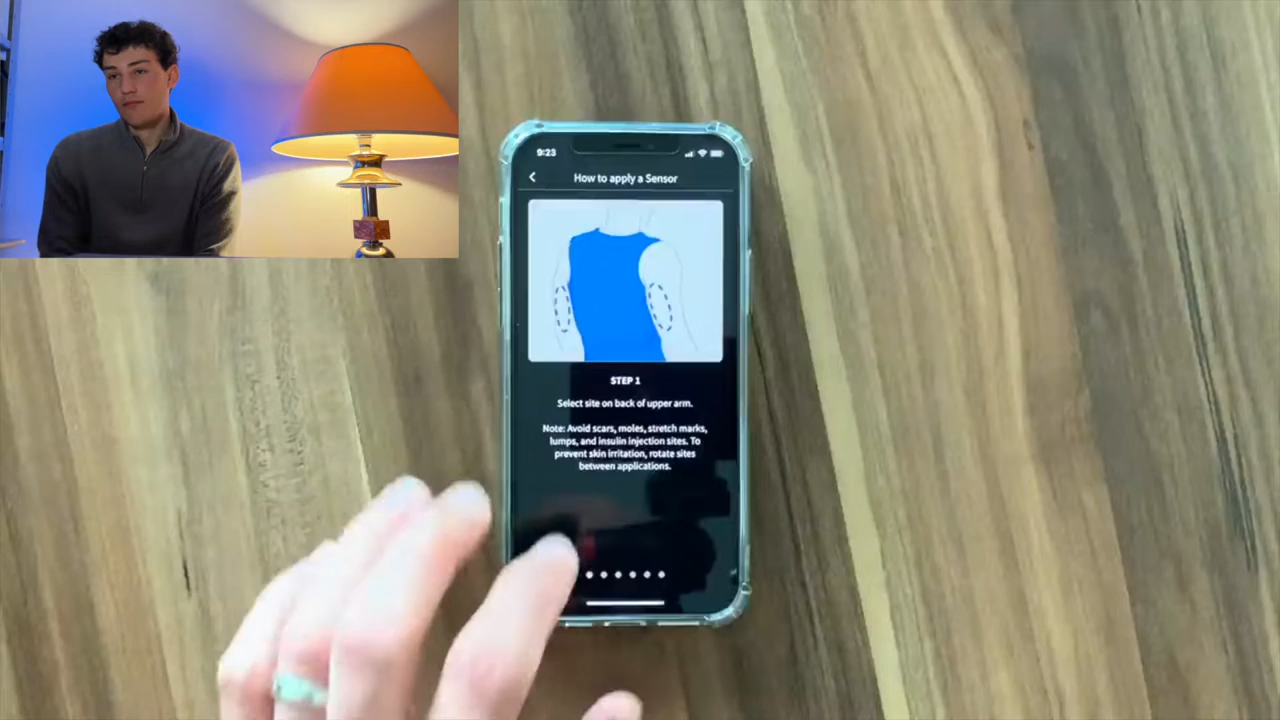 9:23
How to apply a Sensor
STEP 1
Select site on back of upper arm.
Note: Avoid scars, moles, stretch marks,
lumps, and insulin injection sites. To
prevent skin irritation, rotate sites
between applications.